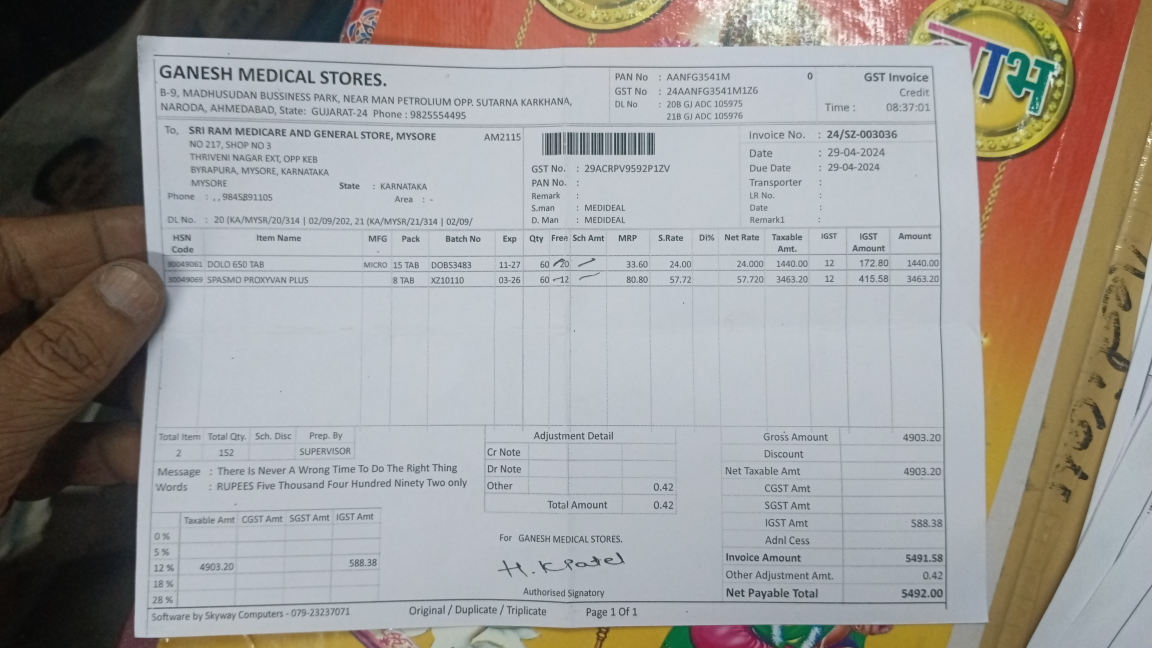 GANESH MEDICAL STORES.
B-9, MADHUSUDAN BUSSINESS PARK, NEAR MAN PETROLIUM OPP. SUTARNA KARKHANA,
NARODA, AHMEDABAD, State: GUJARAT-24 Phone : 9825554495
PAN No : AANFG3541M 0
GST No : 24AANFG3541M1Z6
DL No : 20B GJ ADC 105975
21B GJ ADC 105976
GST Invoice
Credit
Time : 08:37:01
To, SRI RAM MEDICARE AND GENERAL STORE, MYSORE AM2115
NO 217, SHOP NO 3
THRIVENI NAGAR EXT, OPP KEB
BYRAPURA, MYSORE, KARNATAKA
MYSORE State : KARNATAKA
Phone : , , 9845891105 Area : -
DL No. : 20 (KA/MYSR/20/314 | 02/09/202, 21 (KA/MYSR/21/314 | 02/09/
GST No. : 29ACRPV9592P1ZV
PAN No. :
Remark :
S.man : MEDIDEAL
D. Man : MEDIDEAL
Invoice No. : 24/SZ-003036
Date : 29-04-2024
Due Date : 29-04-2024
Transporter :
LR No. :
Date :
Remark1 :
HSN Code Item Name MFG Pack Batch No Exp Qty Free Sch Amt MRP S.Rate DI% Net Rate Taxable Amt. IGST IGST Amount Amount
30049061 DOLO 650 TAB MICRO 15 TAB DOBS3483 11-27 60 20 33.60 24.00 24.000 1440.00 12 172.80 1440.00
30049069 SPASMO PROXYVAN PLUS 8 TAB XZ10110 03-26 60 12 80.80 57.72 57.720 3463.20 12 415.58 3463.20
Total Item Total Qty. Sch. Disc Prep. By
2 152 SUPERVISOR
Message : There Is Never A Wrong Time To Do The Right Thing
Words : RUPEES Five Thousand Four Hundred Ninety Two only
Adjustment Detail
Cr Note
Dr Note
Other 0.42
Total Amount 0.42
Gross Amount 4903.20
Discount
Net Taxable Amt 4903.20
CGST Amt
SGST Amt
IGST Amt 588.38
Adnl Cess
Invoice Amount 5491.58
Other Adjustment Amt. 0.42
Net Payable Total 5492.00
Taxable Amt CGST Amt SGST Amt IGST Amt
0 %
5 %
12 % 4903.20 588.38
18 %
28 %
For GANESH MEDICAL STORES.
H. K Patel
Authorised Signatory
Software by Skyway Computers - 079-23237071 Original / Duplicate / Triplicate Page 1 Of 1
लाभ